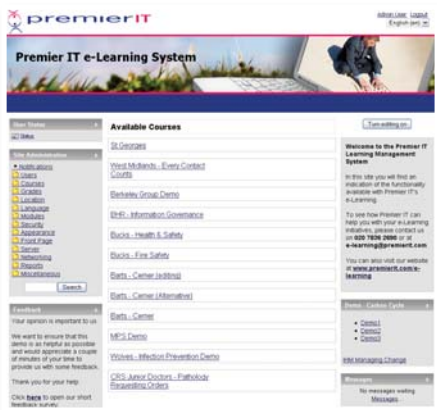 premierIT
Admin User Logout
English (en)
Premier IT e-Learning System
User Status
Status
Site Administration
Notifications
Users
Courses
Grades
Location
Language
Modules
Security
Appearance
Front Page
Server
Networking
Reports
Miscellaneous
Search
Feedback
Your opinion is important to us.
We want to ensure that this
demo is as helpful as possible
and would appreciate a couple
of minutes of your time to
provide us with some feedback.
Thank you for your help.
Click here to open our short
feedback survey.
Available Courses
St Georges
West Midlands - Every Contact
Counts
Berkeley Group Demo
BHR - Information Governance
Bucks - Health & Safety
Bucks - Fire Safety
Barts - Cerner (editing)
Barts - Cerner (Alternative)
Barts - Cerner
MPS Demo
Wolves - Infection Prevention Demo
CRS Junior Doctors - Pathology
Requesting Orders
Turn editing on
Welcome to the Premier IT
Learning Management
System
In this site you will find an
indication of the functionality
available with Premier IT's
e-Learning.
To see how Premier IT can
help you with your e-Learning
initiatives, please contact us
on 020 7836 2690 or at
e-learning@premierit.com
You can also visit our website
at www.premierit.com/e-
learning
Demo - Carbon Cycle
Demo1
Demo2
Demo3
Intel Managing Change
Messages
No messages waiting
Messages...